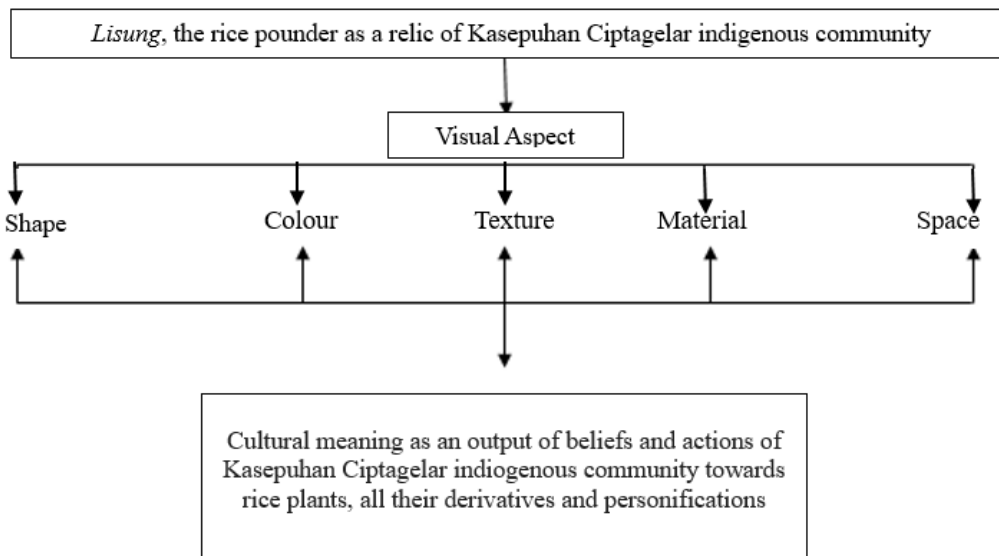 Lisung, the rice pounder as a relic of Kasepuhan Ciptagelar indigenous community
Visual Aspect
Shape Colour Texture Material Space
Cultural meaning as an output of beliefs and actions of
Kasepuhan Ciptagelar indiogenous community towards
rice plants, all their derivatives and personifications